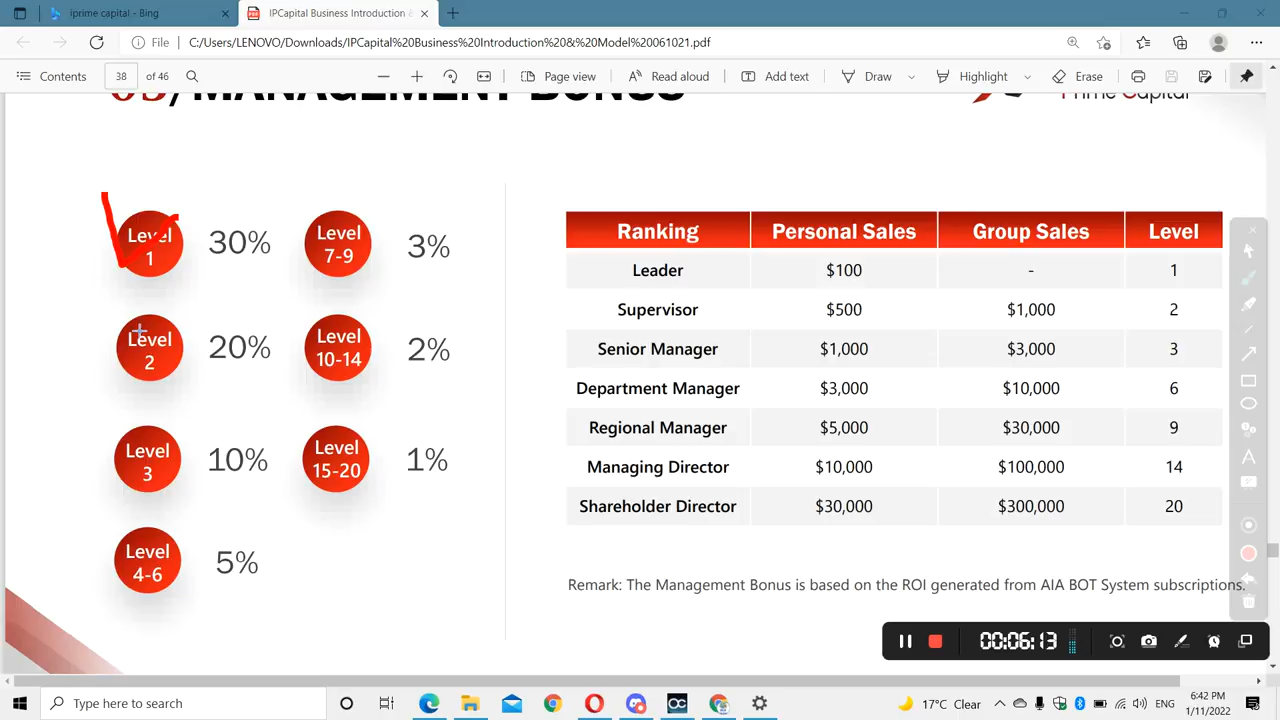 iprime capital - Bing
IPCapital Business Introduction &
File
C:/Users/LENOVO/Downloads/IPCapital%20Business%20Introduction%20&%20Model%20061021.pdf
Contents
38
of 46
Page view
Read aloud
Add text
Draw
Highlight
Erase
/MANAGEMENT BONUS
Prime Capital
Level
1
30%
Level
7-9
3%
Level
2
20%
Level
10-14
2%
Level
3
10%
Level
15-20
1%
Level
4-6
5%
Ranking Personal Sales Group Sales Level
Leader $100 - 1
Supervisor $500 $1,000 2
Senior Manager $1,000 $3,000 3
Department Manager $3,000 $10,000 6
Regional Manager $5,000 $30,000 9
Managing Director $10,000 $100,000 14
Shareholder Director $30,000 $300,000 20
Remark: The Management Bonus is based on the ROI generated from AIA BOT System subscriptions.
00:06:13
Type here to search
17°C Clear
ENG
6:42 PM
1/11/2022